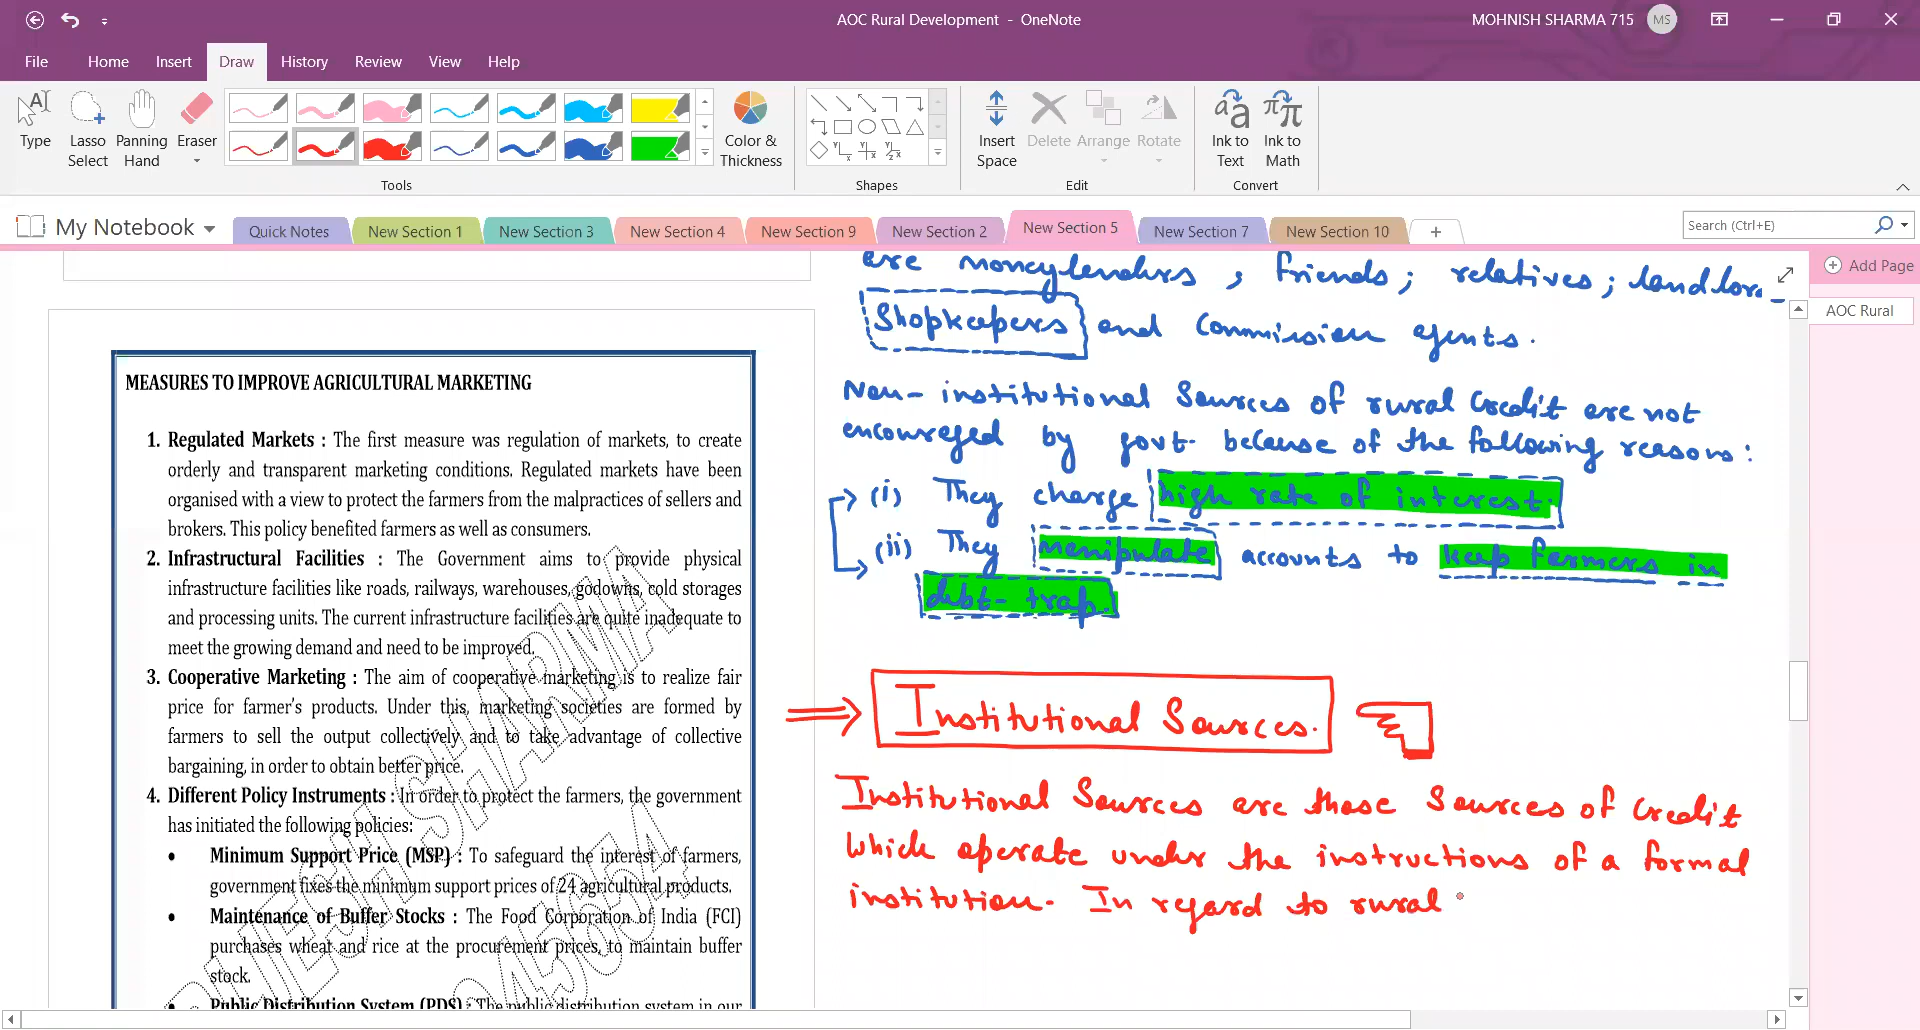 AOC Rural Development - OneNote
MOHNISH SHARMA 715
MS
File
Home
Insert
Draw
History
Review
View
Help
Type
Lasso
Select
Panning
Hand
Eraser
Color &
Thickness
Tools
Shapes
Insert
Space
Delete
Arrange
Rotate
Edit
Ink to
Text
Ink to
Math
Convert
My Notebook
Quick Notes
New Section 1
New Section 3
New Section 4
New Section 9
New Section 2
New Section 5
New Section 7
New Section 10
Search (Ctrl+E)
Add Page
AOC Rural
MEASURES TO IMPROVE AGRICULTURAL MARKETING
1. Regulated Markets : The first measure was regulation of markets, to create
orderly and transparent marketing conditions. Regulated markets have been
organised with a view to protect the farmers from the malpractices of sellers and
brokers. This policy benefited farmers as well as consumers.
2. Infrastructural Facilities : The Government aims to provide physical
infrastructure facilities like roads, railways, warehouses, godowns, cold storages
and processing units. The current infrastructure facilities are quite inadequate to
meet the growing demand and need to be improved.
3. Cooperative Marketing : The aim of cooperative marketing is to realize fair
price for farmer's products. Under this, marketing societies are formed by
farmers to sell the output collectively and to take advantage of collective
bargaining, in order to obtain better price.
4. Different Policy Instruments : In order to protect the farmers, the government
has initiated the following policies:
• Minimum Support Price (MSP) : To safeguard the interest of farmers,
government fixes the minimum support prices of 24 agricultural products.
• Maintenance of Buffer Stocks : The Food Corporation of India (FCI)
purchases wheat and rice at the procurement prices, to maintain buffer
stock.
• Public Distribution System (PDS) : The public distribution system in our
are moneylenders, friends; relatives; landlor
Shopkeepers and Commission agents.
Non-institutional Sources of rural Credit are not
encouraged by govt. because of the following reasons:
(i) They charge high rate of interest.
(ii) They manipulate accounts to keep farmers in
debt-trap.
Institutional Sources.
Institutional Sources are those Sources of Credit
Which operate under the instructions of a formal
institution. In regard to rural